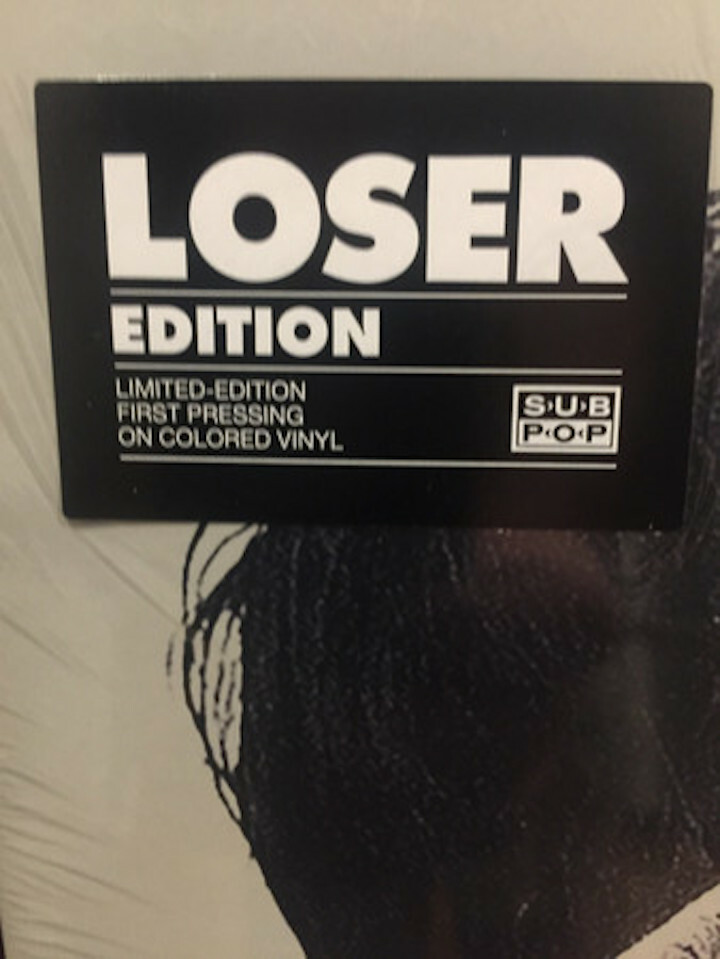 LOSER
EDITION
LIMITED-EDITION
FIRST PRESSING
ON COLORED VINYL
SUB
POP